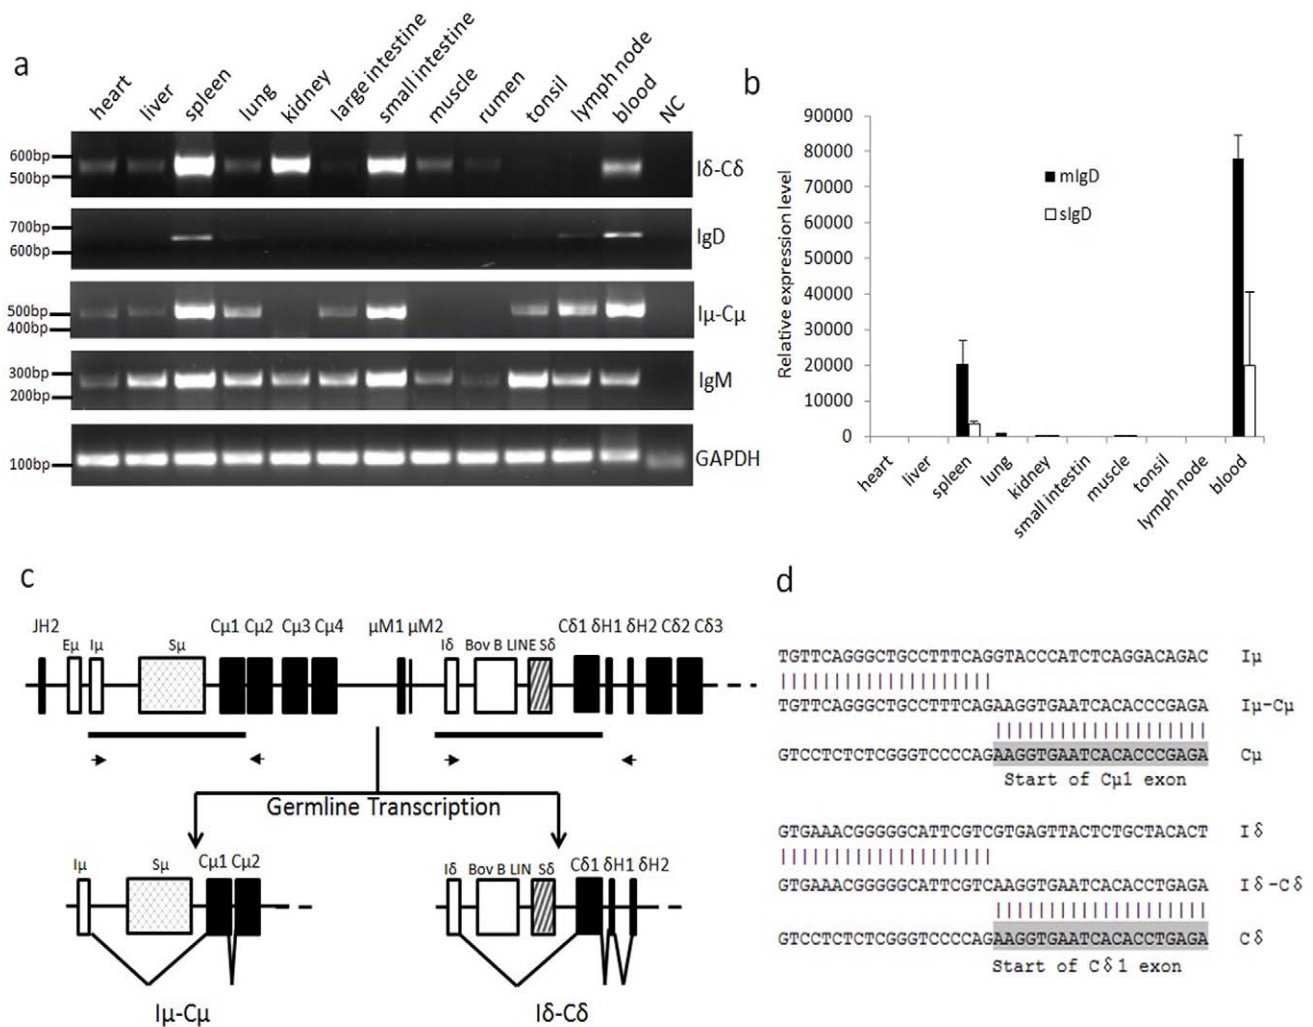 a
heart liver spleen lung kidney large intestine small intestine muscle rumen tonsil lymph node blood NC
600bp
500bp
Iδ-Cδ
700bp
600bp
IgD
500bp
400bp
Iμ-Cμ
300bp
200bp
IgM
100bp
GAPDH
b
Relative expression level
90000
80000
70000
60000
50000
40000
30000
20000
10000
0
mIgD
sIgD
heart liver spleen lung kidney small intestin muscle tonsil lymph node blood
c
JH2 Eμ Iμ Sμ Cμ1 Cμ2 Cμ3 Cμ4 μM1 μM2 Iδ Bov B LINE Sδ Cδ1 δH1 δH2 Cδ2 Cδ3
Germline Transcription
Iμ Sμ Cμ1 Cμ2
Iδ Bov B LIN Sδ Cδ1 δH1 δH2
Iμ-Cμ
Iδ-Cδ
d
TGTTCAGGGCTGCCTTTCAGGTACCCATCTCAGGACAGAC Iμ
TGTTCAGGGCTGCCTTTCAGAAGGTGAATCACACCCGAGA Iμ-Cμ
GTCCTCTCTCGGGTCCCCAGAAGGTGAATCACACCCGAGA Cμ
Start of Cμ1 exon
GTGAAACGGGGGCATTCGTCGTGAGTTACTCTGCTACACT Iδ
GTGAAACGGGGGCATTCGTCAAGGTGAATCACACCTGAGA Iδ-Cδ
GTCCTCTCTCGGGTCCCCAGAAGGTGAATCACACCTGAGA Cδ
Start of Cδ1 exon